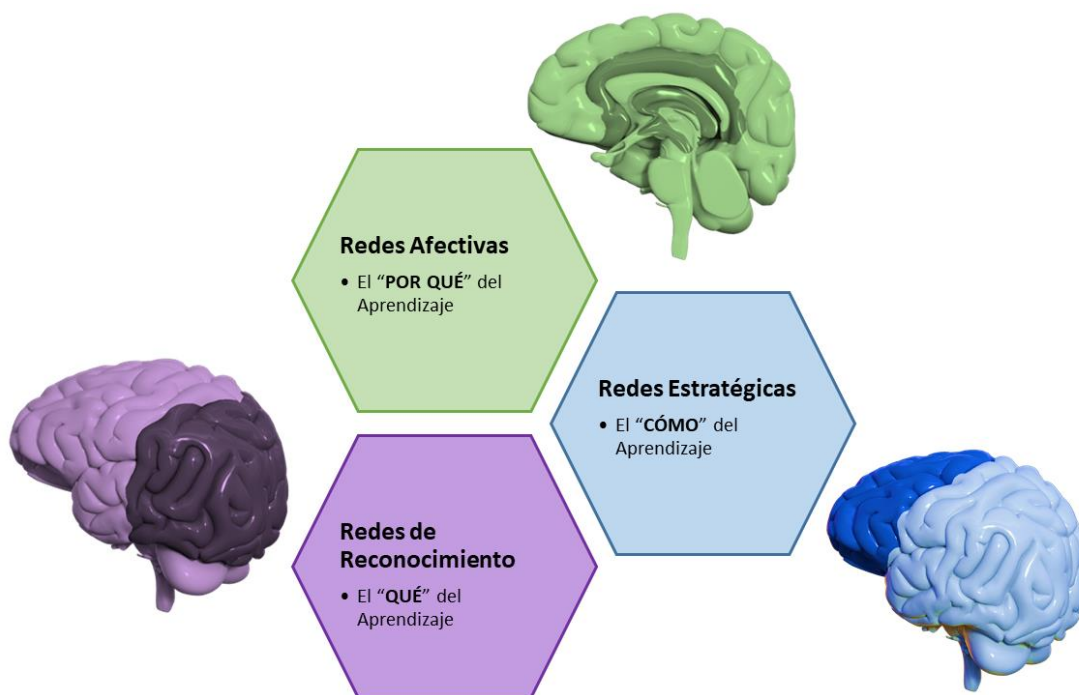 Redes Afectivas
• El “POR QUÉ” del
Aprendizaje
Redes Estratégicas
• El “CÓMO” del
Aprendizaje
Redes de
Reconocimiento
• El “QUÉ” del
Aprendizaje